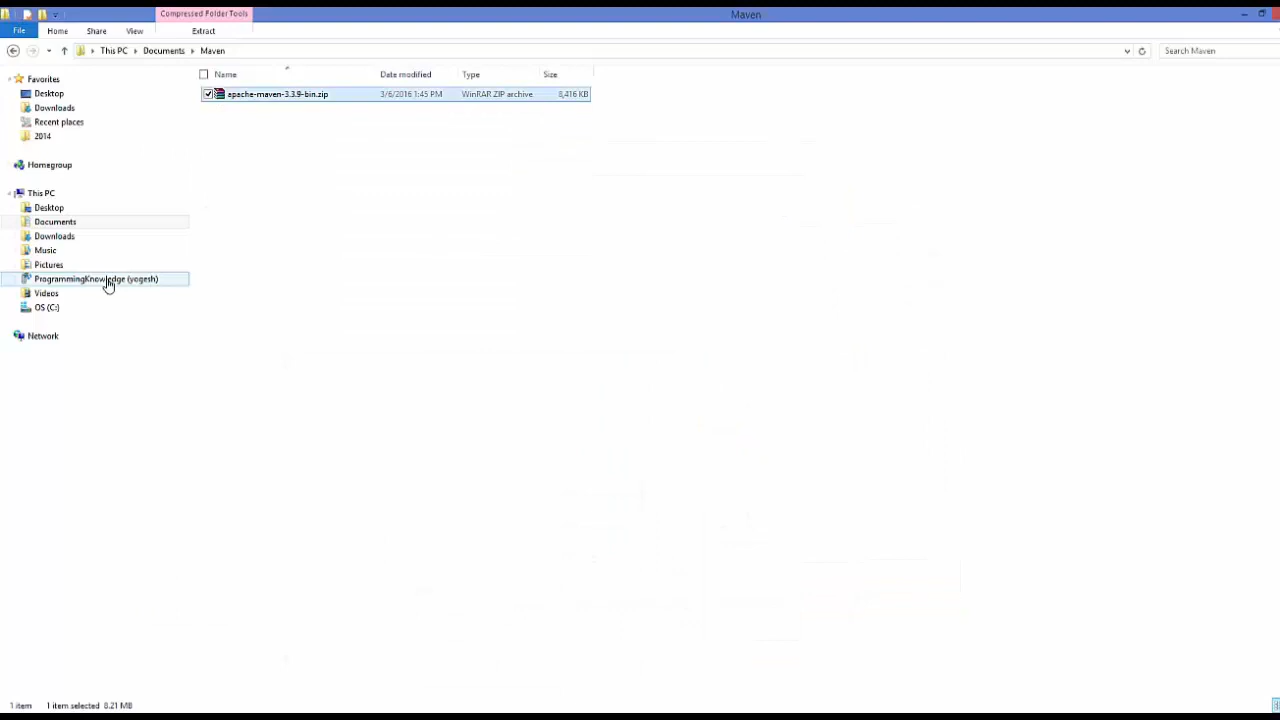 Compressed Folder Tools
Maven
File Home Share View Extract
This PC Documents Maven
Search Maven
Name Date modified Type Size
apache-maven-3.3.9-bin.zip 3/6/2016 1:45 PM WinRAR ZIP archive 8,416 KB
Favorites
Desktop
Downloads
Recent places
2014
Homegroup
This PC
Desktop
Documents
Downloads
Music
Pictures
ProgrammingKnowledge (yogesh)
Videos
OS (C:)
Network
1 item 1 item selected 8.21 MB